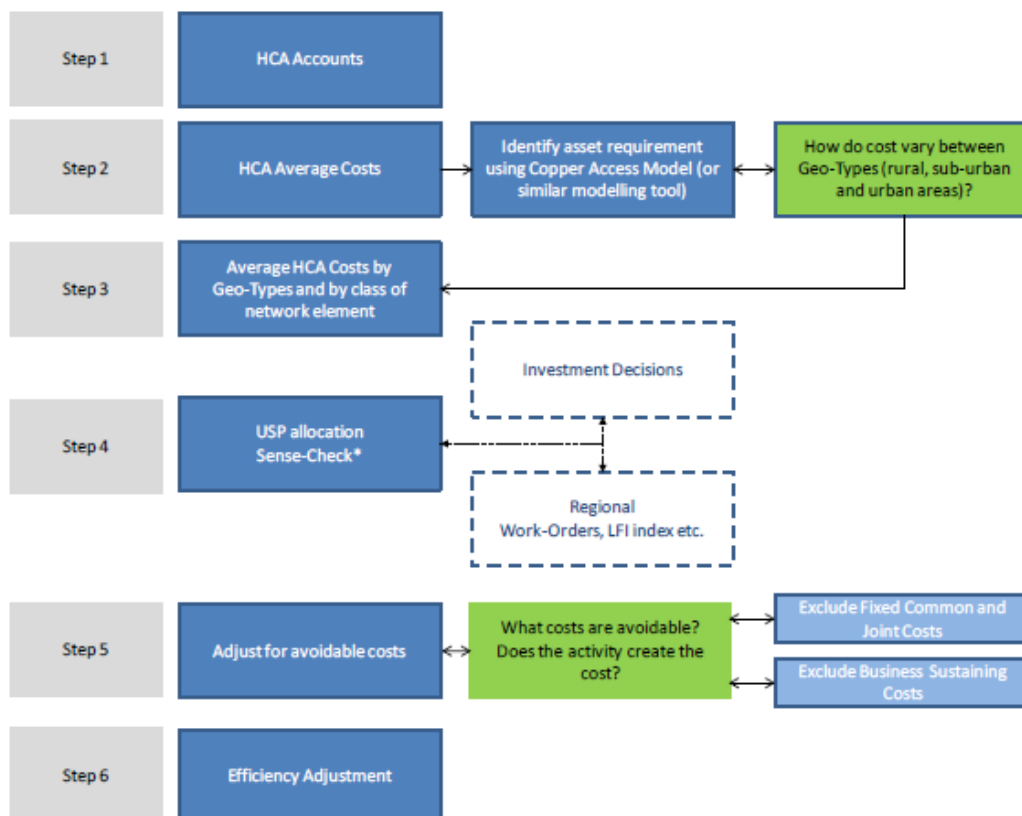 Step 1
HCA Accounts
Step 2
HCA Average Costs
Identify asset requirement
using Copper Access Model (or
similar modelling tool)
How do cost vary between
Geo-Types (rural, sub-urban
and urban areas)?
Step 3
Average HCA Costs by
Geo-Types and by class of
network element
Investment Decisions
Step 4
USP allocation
Sense-Check*
Regional
Work-Orders, LFI index etc.
Step 5
Adjust for avoidable costs
What costs are avoidable?
Does the activity create the
cost?
Exclude Fixed Common and
Joint Costs
Exclude Business Sustaining
Costs
Step 6
Efficiency Adjustment